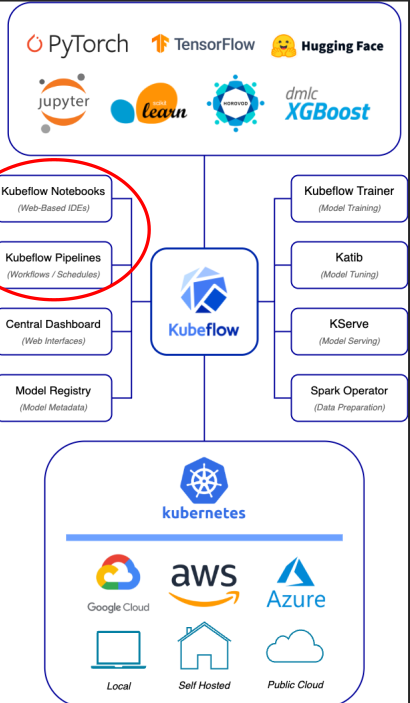 PyTorch
TensorFlow
Hugging Face
jupyter
scikit
learn
HOROVOD
dmlc
XGBoost
Kubeflow Notebooks
(Web-Based IDEs)
Kubeflow Pipelines
(Workflows / Schedules)
Central Dashboard
(Web Interfaces)
Model Registry
(Model Metadata)
Kubeflow
Kubeflow Trainer
(Model Training)
Katib
(Model Tuning)
KServe
(Model Serving)
Spark Operator
(Data Preparation)
kubernetes
Google Cloud
aws
Azure
Local
Self Hosted
Public Cloud